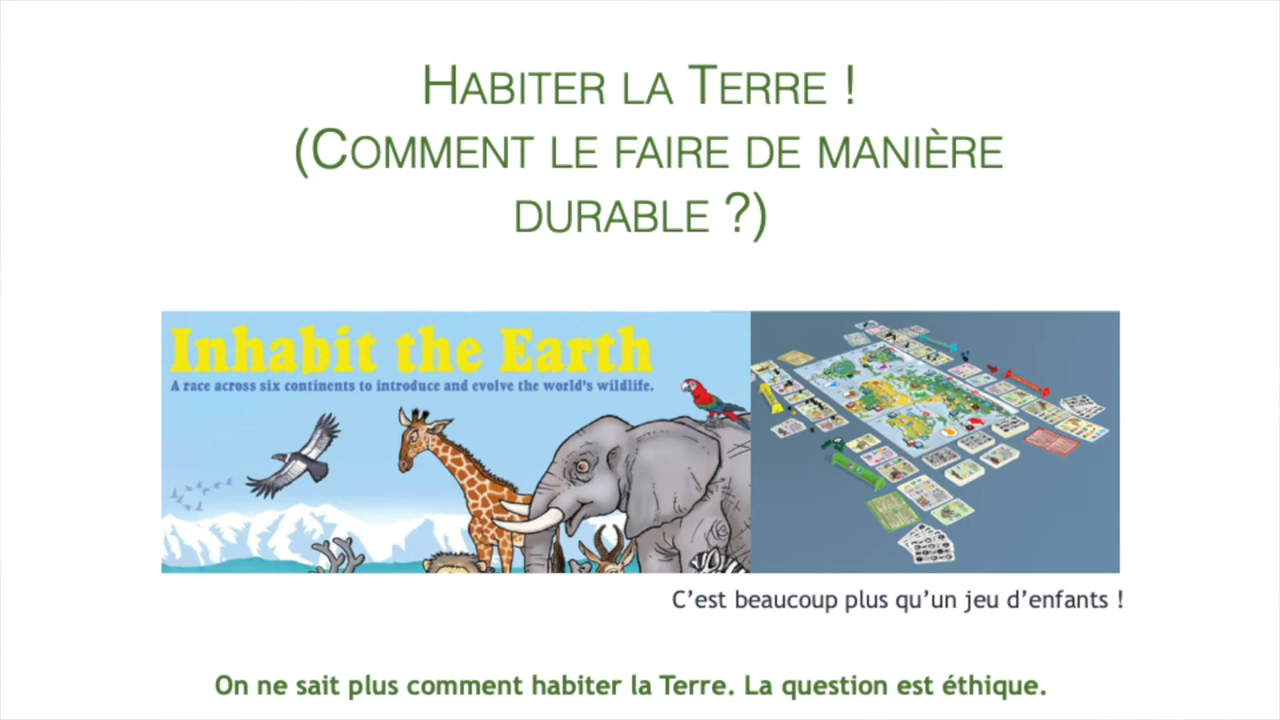 HABITER LA TERRE !
(COMMENT LE FAIRE DE MANIÈRE
DURABLE ?)
Inhabit the Earth
A race across six continents to introduce and evolve the world's wildlife.
C'est beaucoup plus qu'un jeu d'enfants !
On ne sait plus comment habiter la Terre. La question est éthique.